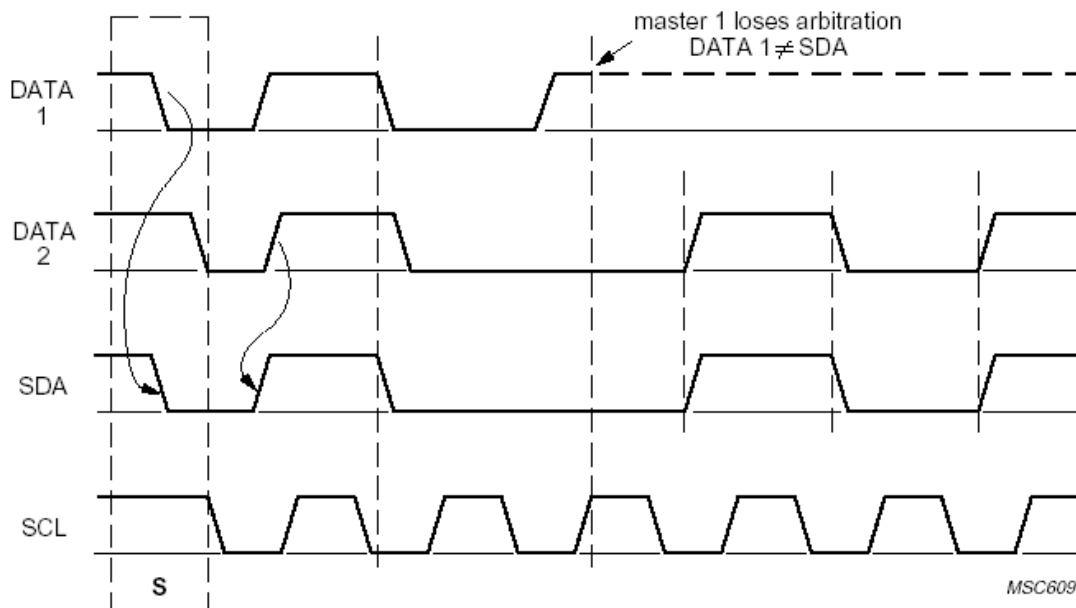 master 1 loses arbitration
DATA 1 ≠ SDA
DATA
1
DATA
2
SDA
SCL
S
MSC609